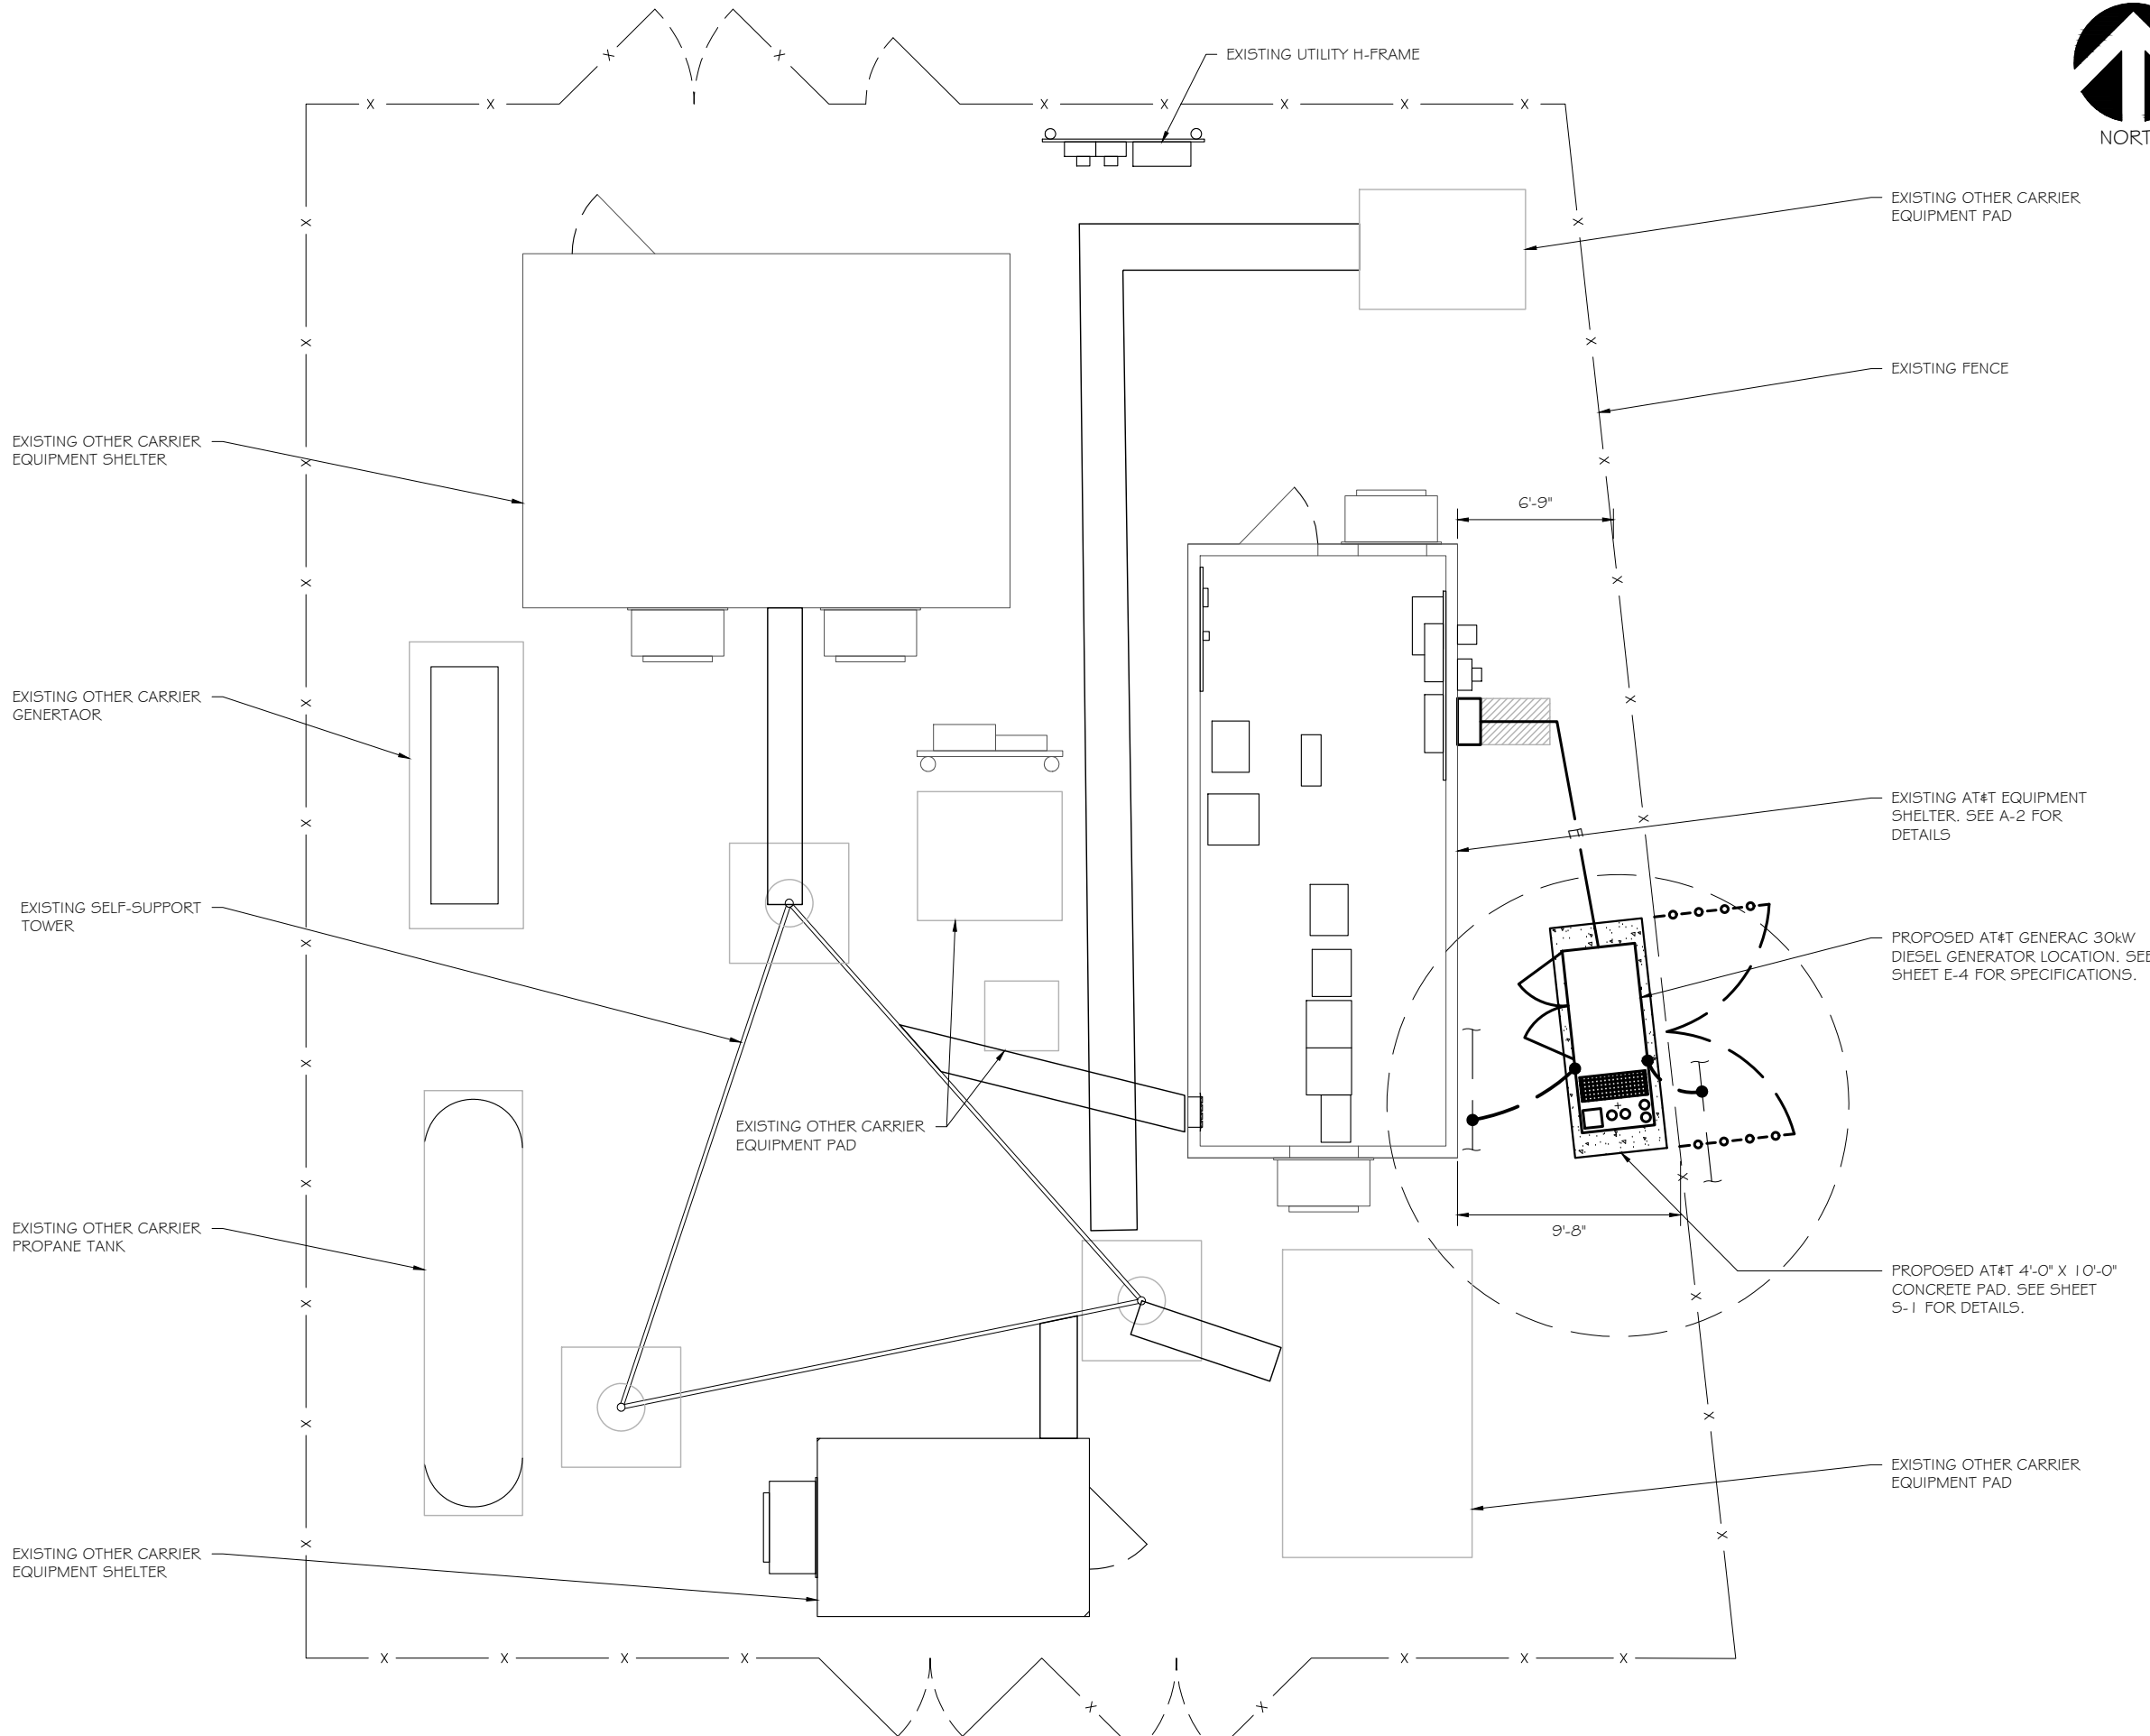 EXISTING UTILITY H-FRAME
NORT
EXISTING OTHER CARRIER
EQUIPMENT PAD
EXISTING FENCE
EXISTING OTHER CARRIER
EQUIPMENT SHELTER
6'-9"
EXISTING OTHER CARRIER
GENERTAOR
EXISTING AT&T EQUIPMENT
SHELTER. SEE A-2 FOR
DETAILS
EXISTING SELF-SUPPORT
TOWER
PROPOSED AT&T GENERAC 30kW
DIESEL GENERATOR LOCATION. SEE
SHEET E-4 FOR SPECIFICATIONS.
EXISTING OTHER CARRIER
EQUIPMENT PAD
EXISTING OTHER CARRIER
PROPANE TANK
9'-8"
PROPOSED AT&T 4'-0" X 10'-0"
CONCRETE PAD. SEE SHEET
S-1 FOR DETAILS.
EXISTING OTHER CARRIER
EQUIPMENT PAD
EXISTING OTHER CARRIER
EQUIPMENT SHELTER